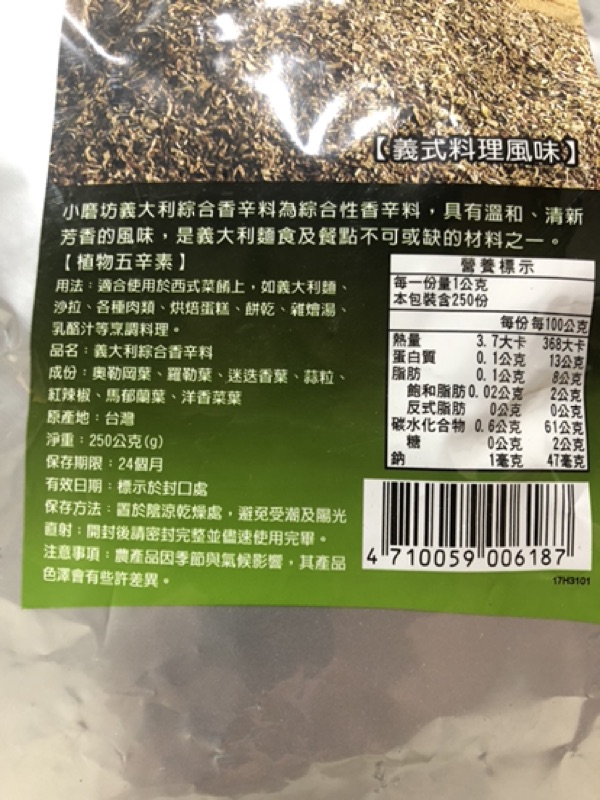 【義式料理風味】
小磨坊義大利綜合香辛料為綜合性香辛料，具有溫和、清新
芳香的風味，是義大利麵食及餐點不可或缺的材料之一。
【植物五辛素】
用法：適合使用於西式菜餚上，如義大利麵、
沙拉、各種肉類、烘焙蛋糕、餅乾、雜燴湯、
乳酪汁等烹調料理。
品名：義大利綜合香辛料
成份：奧勒岡葉、羅勒葉、迷迭香葉、蒜粒、
紅辣椒、馬郁蘭葉、洋香菜葉
原產地：台灣
淨重：250公克(g)
保存期限：24個月
有效日期：標示於封口處
保存方法：置於陰涼乾燥處，避免受潮及陽光
直射；開封後請密封完整並儘速使用完畢。
注意事項：農產品因季節與氣候影響，其產品
色澤會有些許差異。
營養標示
每一份量1公克
本包裝含250份
每份 每100公克
熱量 3.7大卡 368大卡
蛋白質 0.1公克 13公克
脂肪 0.1公克 8公克
飽和脂肪 0.02公克 2公克
反式脂肪 0公克 0公克
碳水化合物 0.6公克 61公克
糖 0公克 2公克
鈉 1毫克 47毫克
4 710059 006187
17H3101